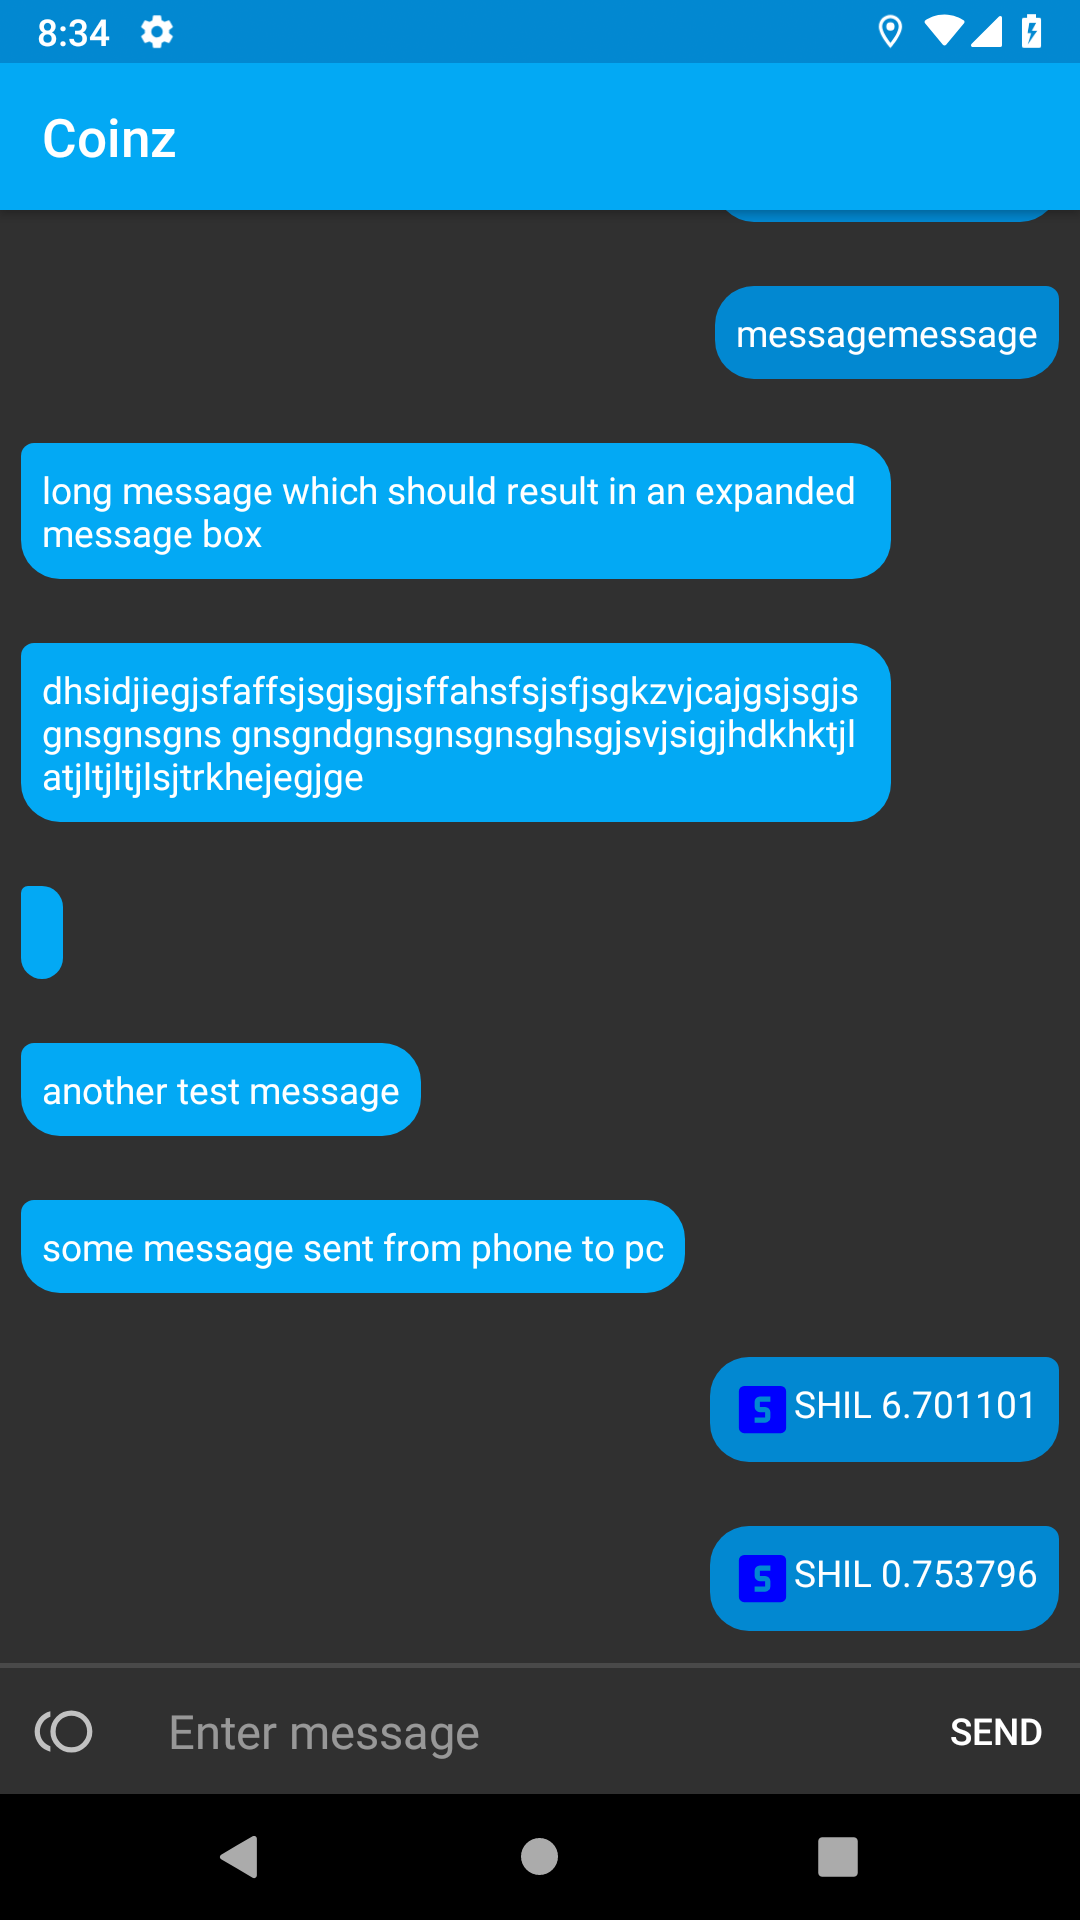 8:34
Coinz
messagemessage
long message which should result in an expanded
message box
dhsidjiegjsfaffsjsgjsgjsffahsfsjsfjsgkzvjcajgsjsgjs
gnsgnsgns gnsgndgnsgnsgnsghsgjsvjsigjhdkhktjl
atjltjltjlsjtrkhejegjge
another test message
some message sent from phone to pc
S SHIL 6.701101
S SHIL 0.753796
Enter message
SEND